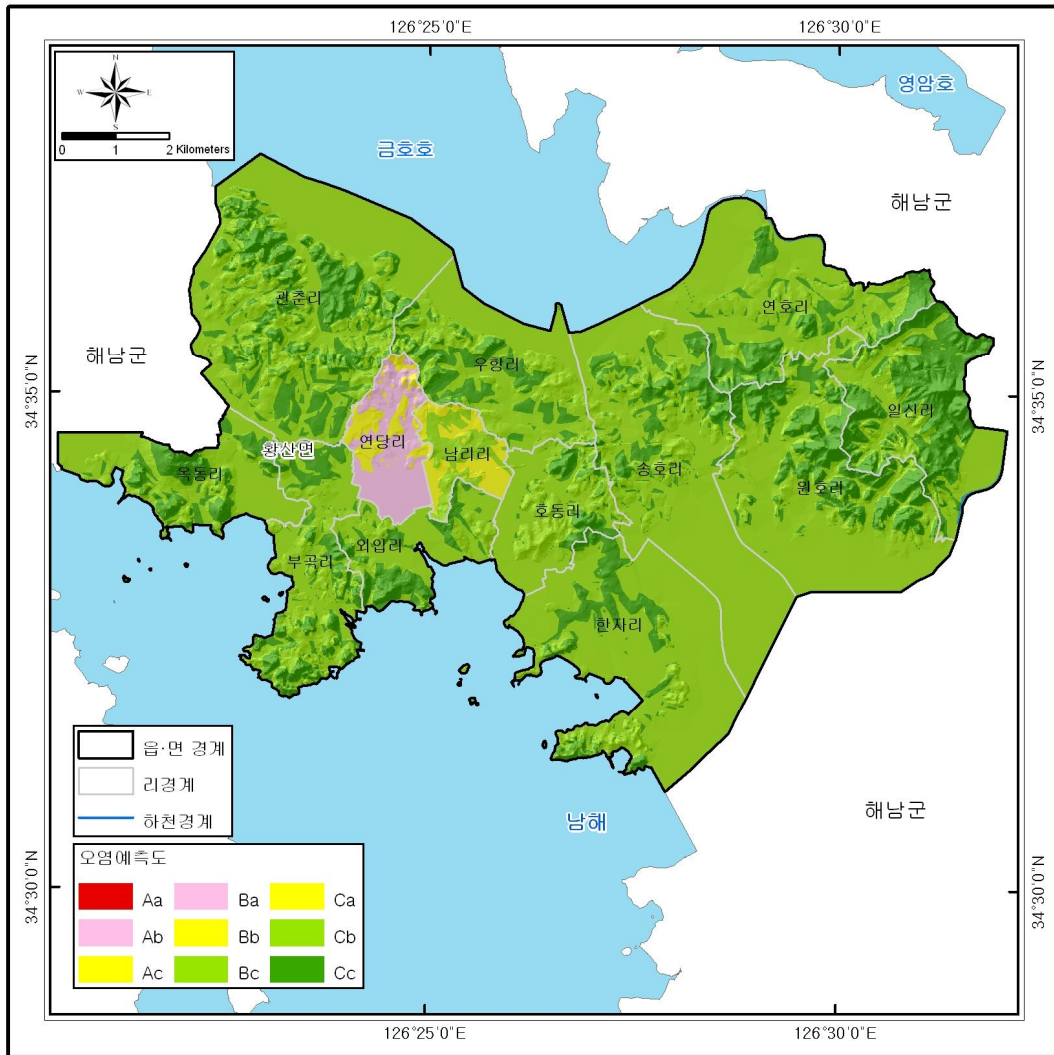 126°25'0"E
126°30'0"E
N
W
E
S
0 1 2 Kilometers
영암호
금호호
해남군
관춘리
연호리
우항리
해남군
34°35'0"N
34°35'0"N
일신리
연당리
황산면
남리리
송호리
옥동리
원호리
호동리
외입리
부곡리
한자리
읍·면 경계
리경계
하천경계
남해
해남군
오염예측도
Aa Ba Ca
Ab Bb Cb
Ac Bc Cc
34°30'0"N
34°30'0"N
126°25'0"E
126°30'0"E